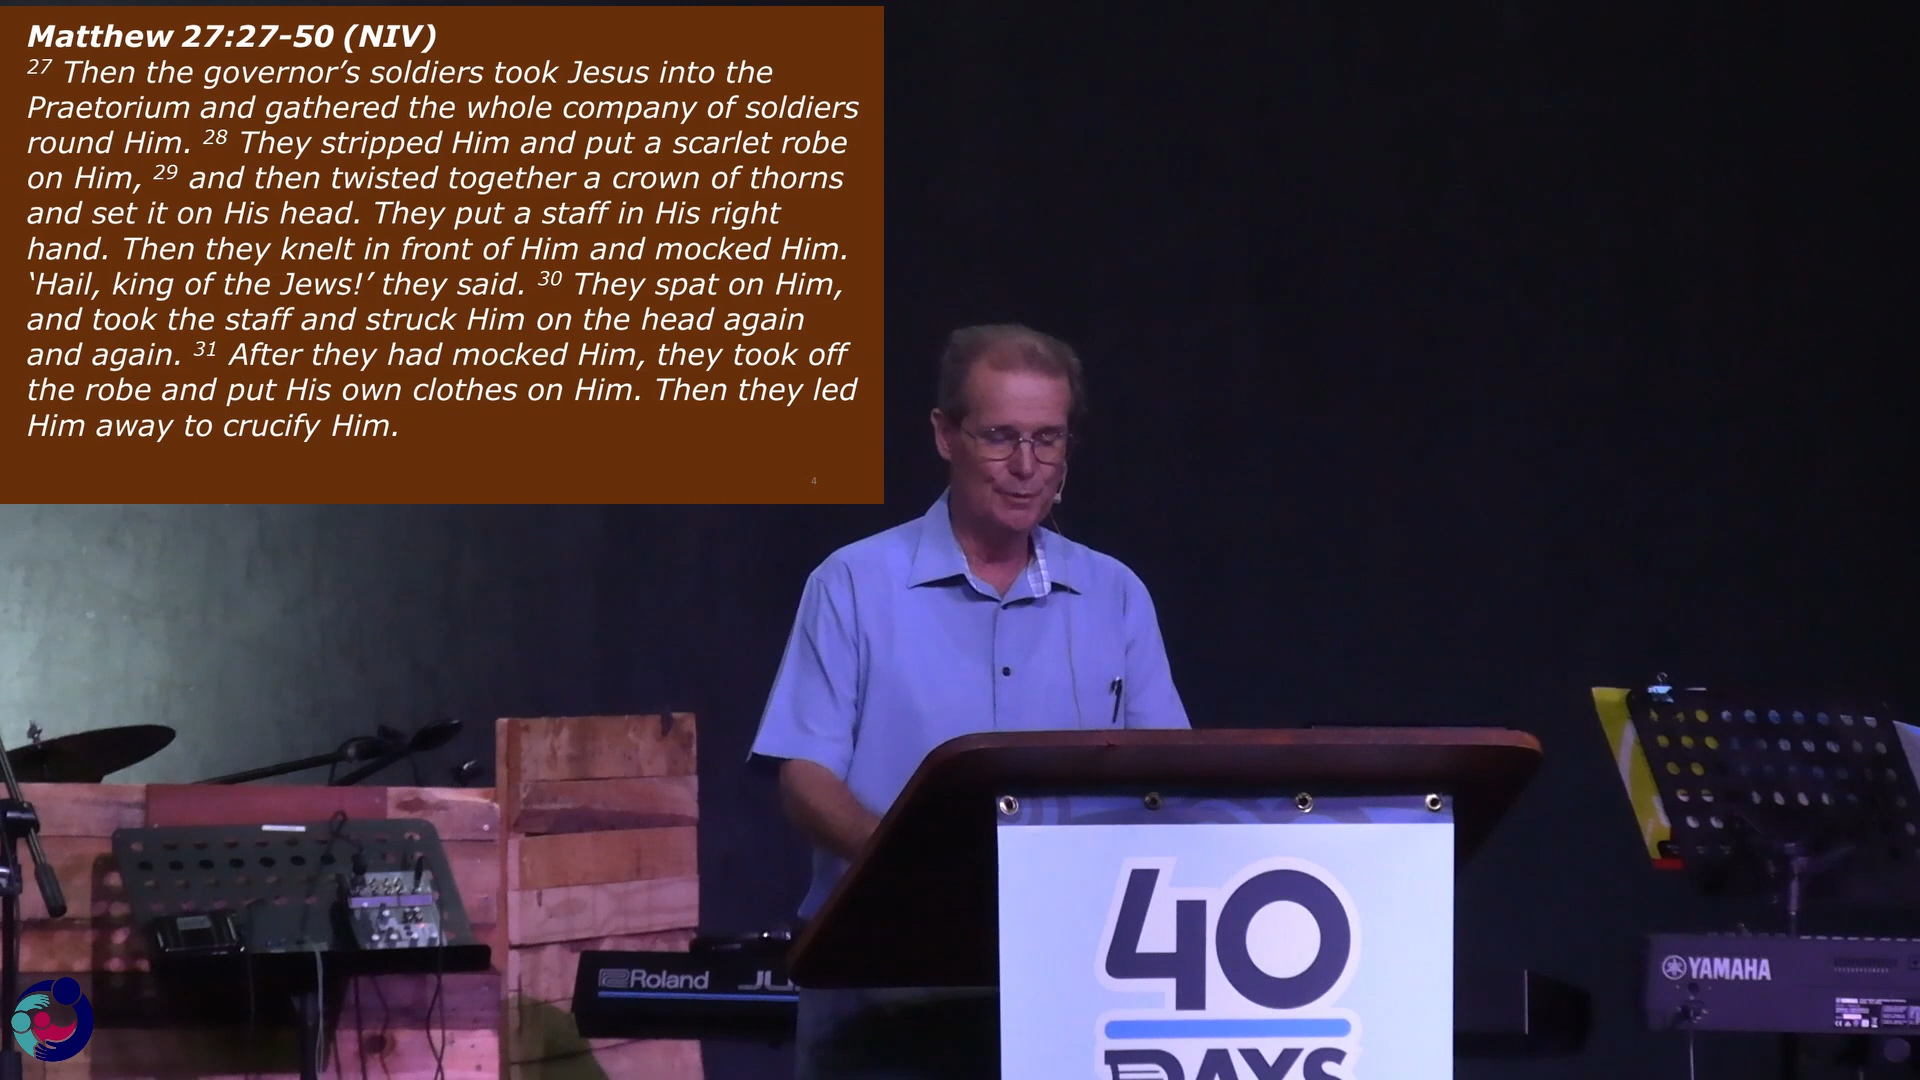 Matthew 27:27-50 (NIV)
27 Then the governor’s soldiers took Jesus into the
Praetorium and gathered the whole company of soldiers
round Him. 28 They stripped Him and put a scarlet robe
on Him, 29 and then twisted together a crown of thorns
and set it on His head. They put a staff in His right
hand. Then they knelt in front of Him and mocked Him.
‘Hail, king of the Jews!’ they said. 30 They spat on Him,
and took the staff and struck Him on the head again
and again. 31 After they had mocked Him, they took off
the robe and put His own clothes on Him. Then they led
Him away to crucify Him.
4
40
DAYS
Roland
YAMAHA